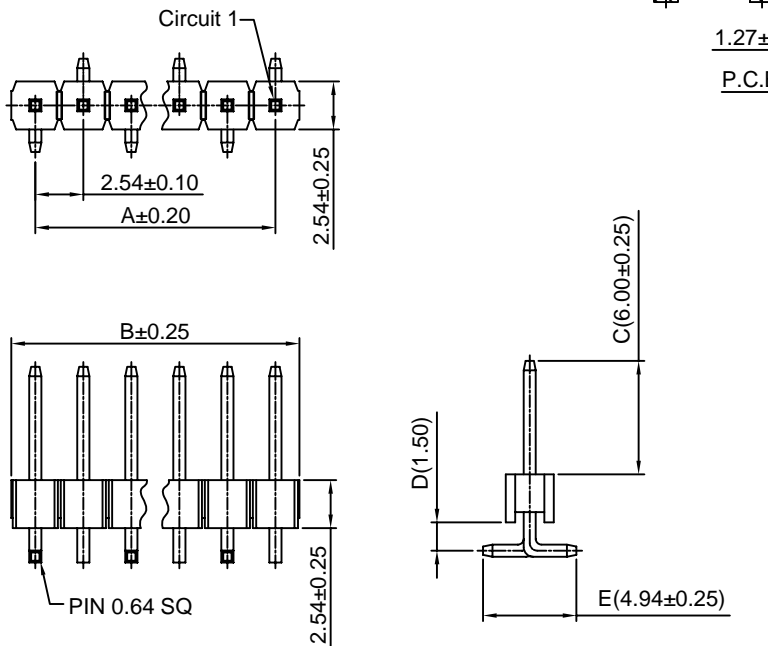 Circuit 1
1.27±
P.C.
2.54±0.10
A±0.20
2.54±0.25
B±0.25
C(6.00±0.25)
D(1.50)
2.54±0.25
PIN 0.64 SQ
E(4.94±0.25)